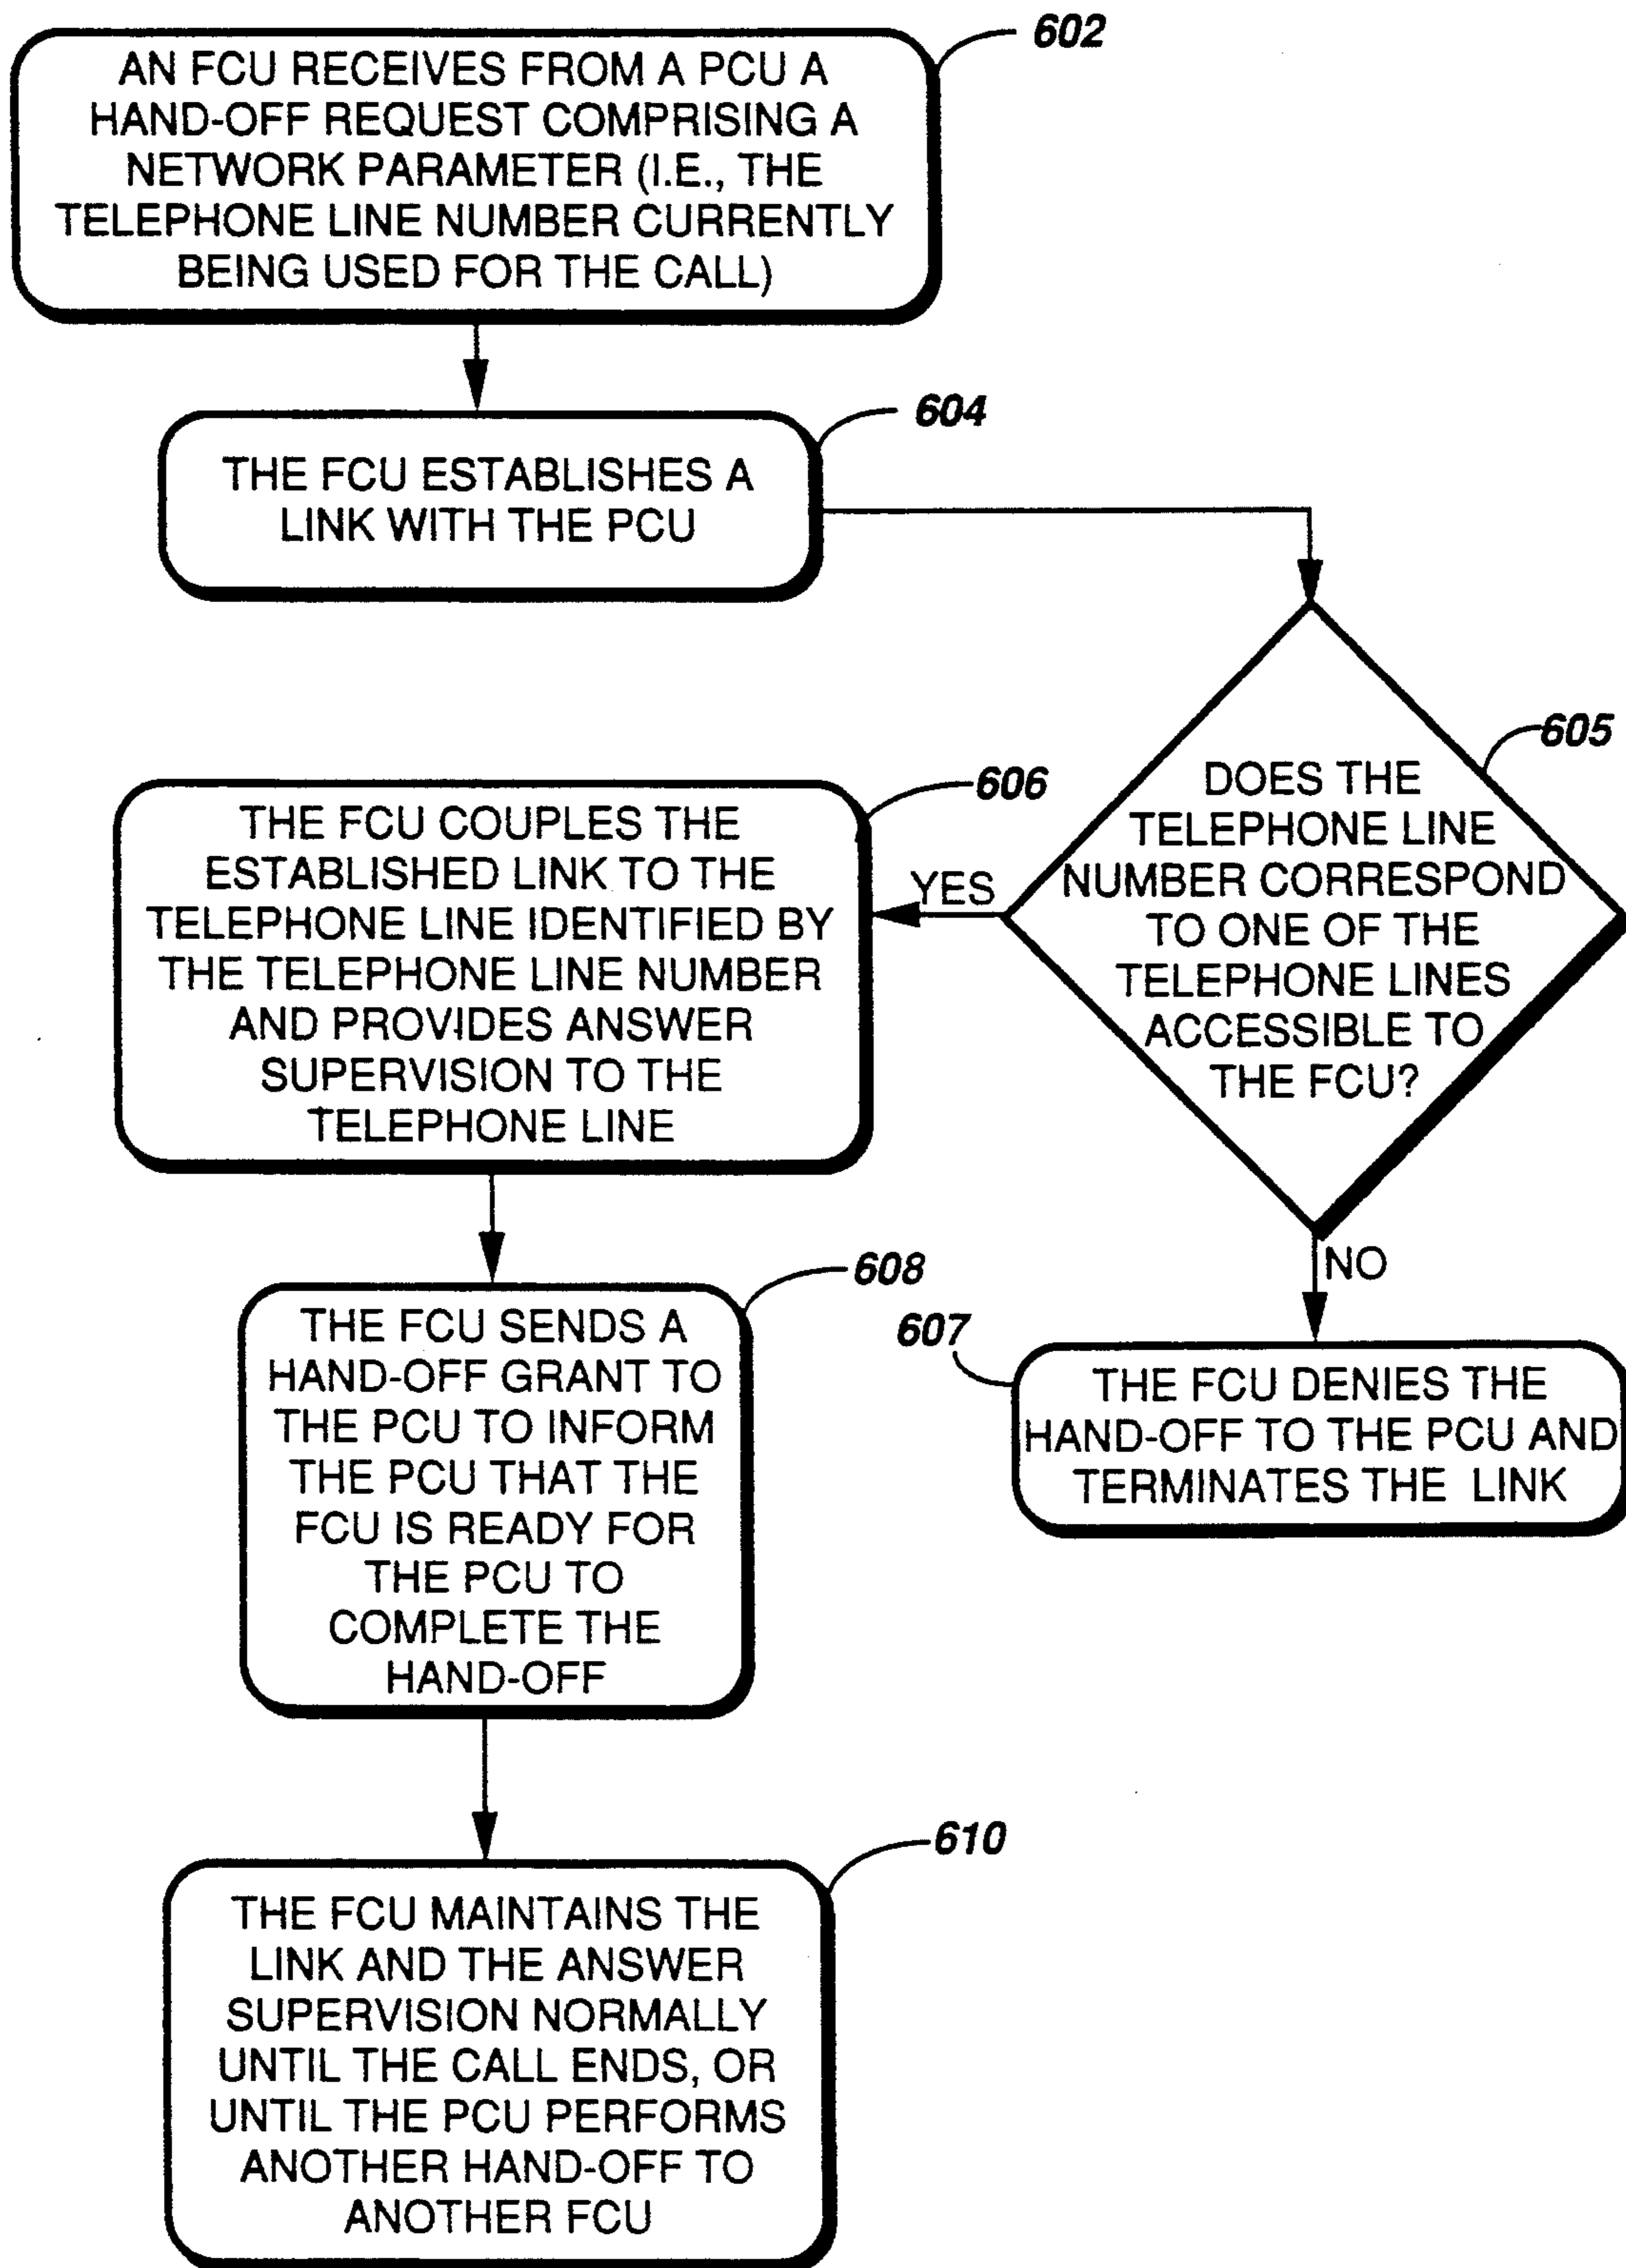 602
AN FCU RECEIVES FROM A PCU A
HAND-OFF REQUEST COMPRISING A
NETWORK PARAMETER (I.E., THE
TELEPHONE LINE NUMBER CURRENTLY
BEING USED FOR THE CALL)
604
THE FCU ESTABLISHES A
LINK WITH THE PCU
605
DOES THE
TELEPHONE LINE
NUMBER CORRESPOND
TO ONE OF THE
TELEPHONE LINES
ACCESSIBLE TO
THE FCU?
YES
606
THE FCU COUPLES THE
ESTABLISHED LINK TO THE
TELEPHONE LINE IDENTIFIED BY
THE TELEPHONE LINE NUMBER
AND PROVIDES ANSWER
SUPERVISION TO THE
TELEPHONE LINE
NO
607
THE FCU DENIES THE
HAND-OFF TO THE PCU AND
TERMINATES THE LINK
608
THE FCU SENDS A
HAND-OFF GRANT TO
THE PCU TO INFORM
THE PCU THAT THE
FCU IS READY FOR
THE PCU TO
COMPLETE THE
HAND-OFF
610
THE FCU MAINTAINS THE
LINK AND THE ANSWER
SUPERVISION NORMALLY
UNTIL THE CALL ENDS, OR
UNTIL THE PCU PERFORMS
ANOTHER HAND-OFF TO
ANOTHER FCU